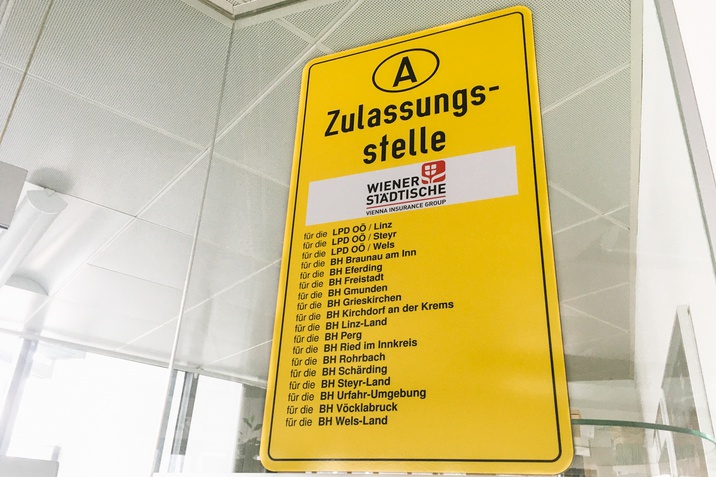 A
Zulassungs-
stelle
WIENER
STÄDTISCHE
VIENNA INSURANCE GROUP
für die LPD OÖ / Linz
für die LPD OÖ / Steyr
für die LPD OÖ / Wels
für die BH Braunau am Inn
für die BH Eferding
für die BH Freistadt
für die BH Gmunden
für die BH Grieskirchen
für die BH Kirchdorf an der Krems
für die BH Linz-Land
für die BH Perg
für die BH Ried im Innkreis
für die BH Rohrbach
für die BH Schärding
für die BH Steyr-Land
für die BH Urfahr-Umgebung
für die BH Vöcklabruck
für die BH Wels-Land